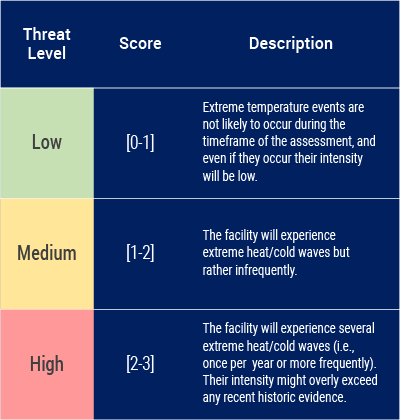 Threat
Level
Score
Description
Low
[0-1]
Extreme temperature events are
not likely to occur during the
timeframe of the assessment, and
even if they occur their intensity
will be low.
Medium
[1-2]
The facility will experience
extreme heat/cold waves but
rather infrequently.
High
[2-3]
The facility will experience several
extreme heat/cold waves (i.e.,
once per year or more frequently).
Their intensity might overly exceed
any recent historic evidence.